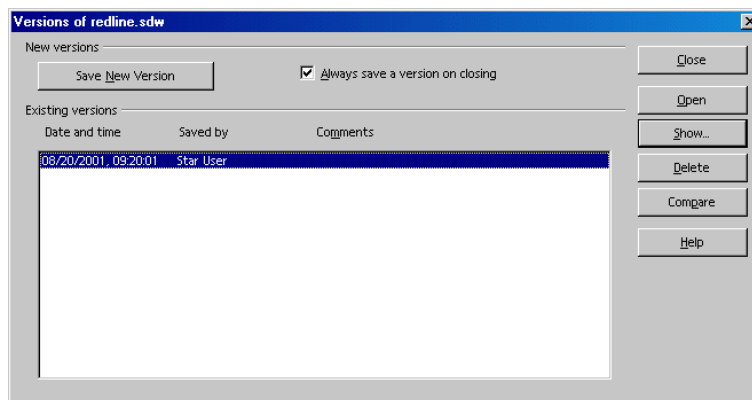 Versions of redline.sdw
New versions
Save New Version
Always save a version on closing
Existing versions
Date and time Saved by Comments
08/20/2001, 09:20:01 Star User
Close
Open
Show...
Delete
Compare
Help